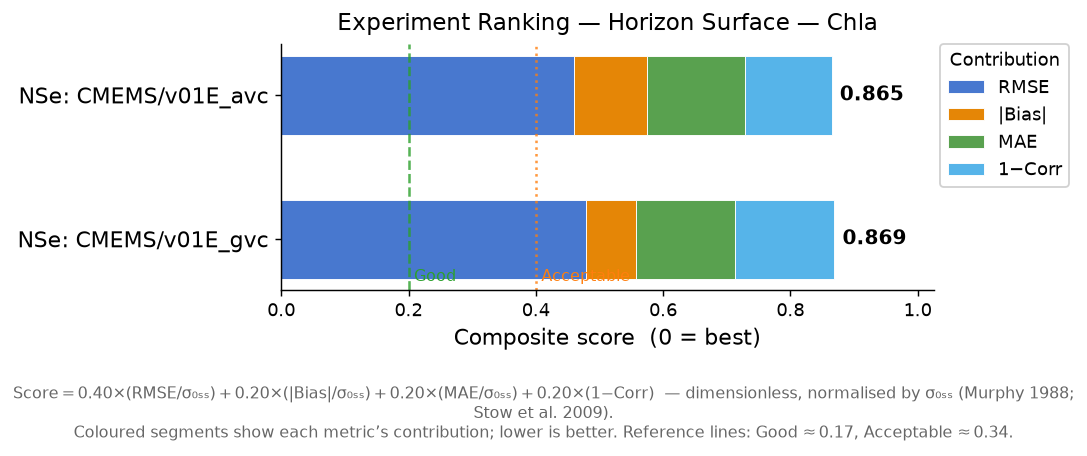 Experiment Ranking — Horizon Surface — Chla
Contribution
RMSE
|Bias|
MAE
1−Corr
NSe: CMEMS/v01E_avc
0.865
NSe: CMEMS/v01E_gvc
0.869
Good
Acceptable
0.0 0.2 0.4 0.6 0.8 1.0
Composite score (0 = best)
Score = 0.40×(RMSE/σ₀ₛₛ) + 0.20×(|Bias|/σ₀ₛₛ) + 0.20×(MAE/σ₀ₛₛ) + 0.20×(1−Corr) — dimensionless, normalised by σ₀ₛₛ (Murphy 1988;
Stow et al. 2009).
Coloured segments show each metric’s contribution; lower is better. Reference lines: Good ≈ 0.17, Acceptable ≈ 0.34.